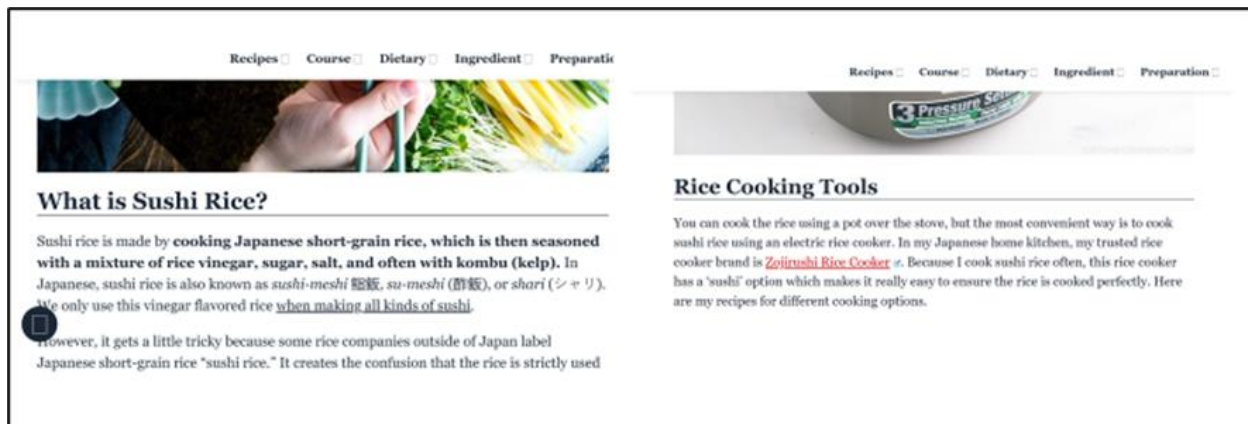 Recipes Course Dietary Ingredient
What is Sushi Rice?
Sushi rice is made by cooking Japanese short-grain rice, which is then seasoned
with a mixture of rice vinegar, sugar, salt, and often with kombu (kelp). In
Japanese, sushi rice is also known as sushi-meshi 鮨飯, su-meshi (酢飯), or shari (シャリ).
We only use this vinegar flavored rice when making all kinds of sushi.
However, it gets a little tricky because some rice companies outside of Japan label
Japanese short-grain rice “sushi rice.” It creates the confusion that the rice is strictly used
Recipes Course Dietary Ingredient Preparation
3 Pressure
Rice Cooking Tools
You can cook the rice using a pot over the stove, but the most convenient way is to cook
sushi rice using an electric rice cooker. In my Japanese home kitchen, my trusted rice
cooker brand is Zojirushi Rice Cooker. Because I cook sushi rice often, this rice cooker
has a ‘sushi’ option which makes it really easy to ensure the rice is cooked perfectly. Here
are my recipes for different cooking options.